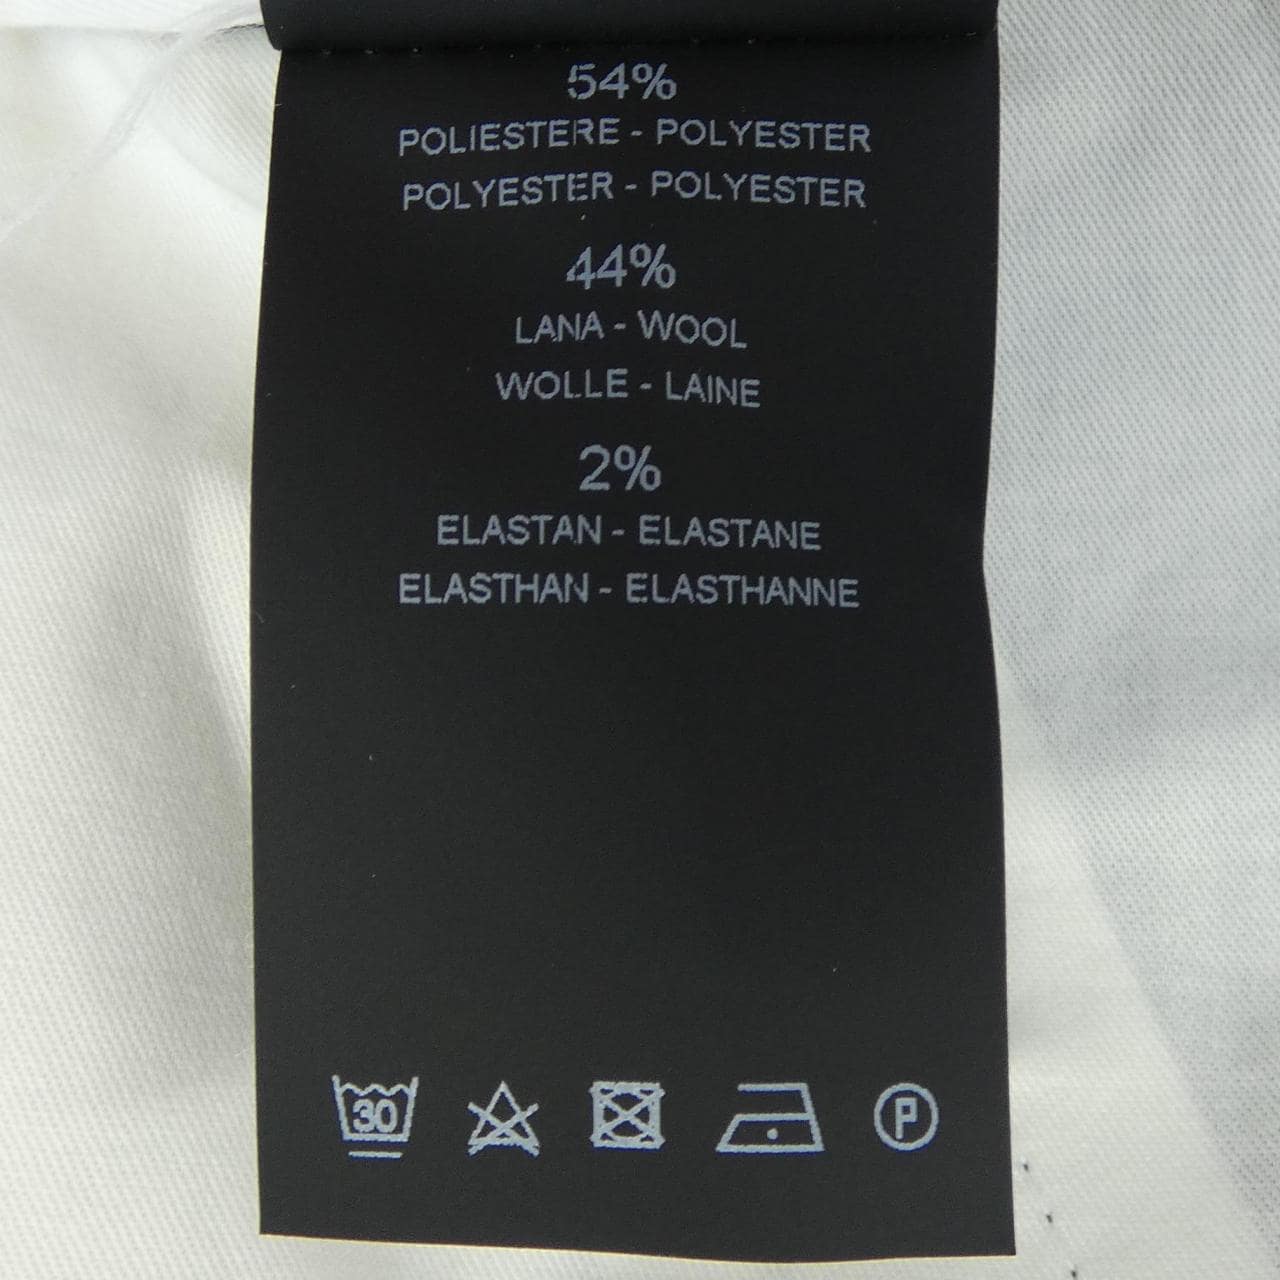 54%
POLIESTERE - POLYESTER
POLYESTER - POLYESTER
44%
LANA - WOOL
WOLLE - LAINE
2%
ELASTAN - ELASTANE
ELASTHAN - ELASTHANNE
30 P